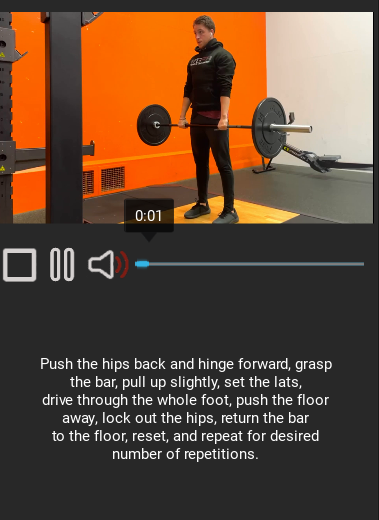 0:01
Push the hips back and hinge forward, grasp
the bar, pull up slightly, set the lats,
drive through the whole foot, push the floor
away, lock out the hips, return the bar
to the floor, reset, and repeat for desired
number of repetitions.